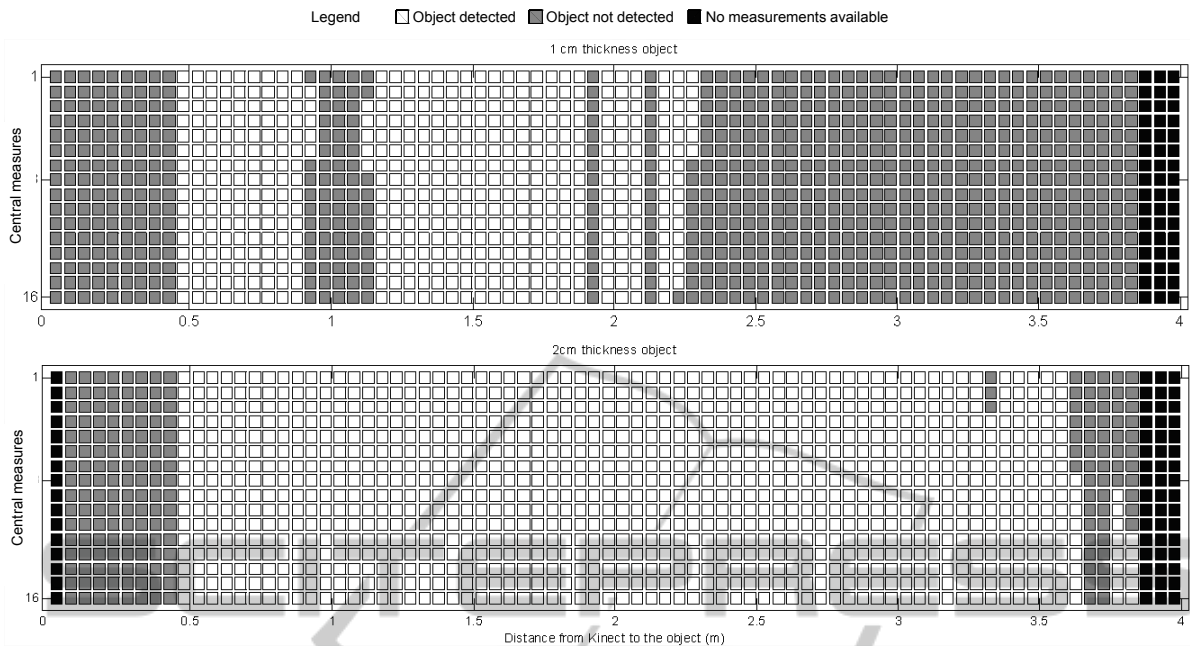 Legend Object detected Object not detected No measurements available
1 cm thickness object
Central measures
1
16
0 0.5 1 1.5 2 2.5 3 3.5 4
2cm thickness object
Central measures
1
16
0 0.5 1 1.5 2 2.5 3 3.5 4
Distance from Kinect to the object (m)
SCITEPRESS